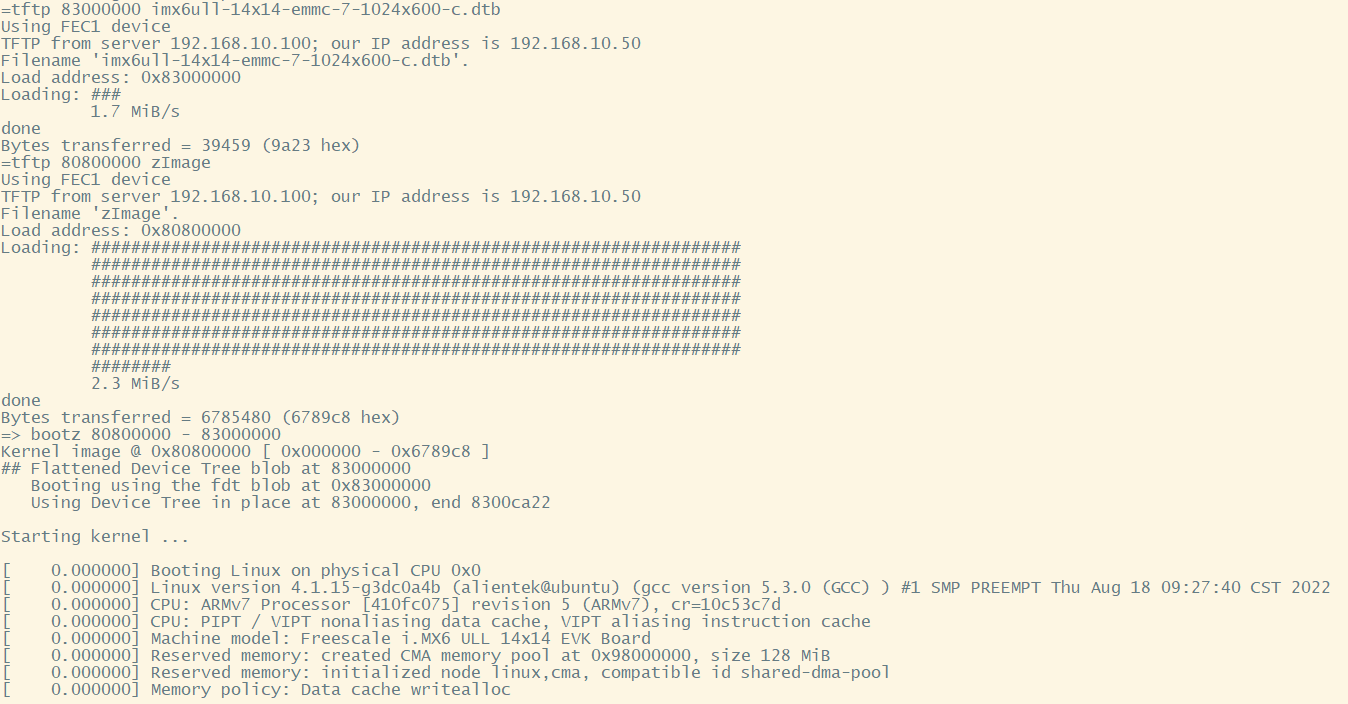 =tftp 83000000 imx6ull-14x14-emmc-7-1024x600-c.dtb
Using FEC1 device
TFTP from server 192.168.10.100; our IP address is 192.168.10.50
Filename 'imx6ull-14x14-emmc-7-1024x600-c.dtb'.
Load address: 0x83000000
Loading: ###
         1.7 MiB/s
done
Bytes transferred = 39459 (9a23 hex)
=tftp 80800000 zImage
Using FEC1 device
TFTP from server 192.168.10.100; our IP address is 192.168.10.50
Filename 'zImage'.
Load address: 0x80800000
Loading: #################################################################
         #################################################################
         #################################################################
         #################################################################
         #################################################################
         #################################################################
         #################################################################
         ########
         2.3 MiB/s
done
Bytes transferred = 6785480 (6789c8 hex)
=> bootz 80800000 - 83000000
Kernel image @ 0x80800000 [ 0x000000 - 0x6789c8 ]
## Flattened Device Tree blob at 83000000
   Booting using the fdt blob at 0x83000000
   Using Device Tree in place at 83000000, end 8300ca22
Starting kernel ...
[    0.000000] Booting Linux on physical CPU 0x0
[    0.000000] Linux version 4.1.15-g3dc0a4b (alientek@ubuntu) (gcc version 5.3.0 (GCC) ) #1 SMP PREEMPT Thu Aug 18 09:27:40 CST 2022
[    0.000000] CPU: ARMv7 Processor [410fc075] revision 5 (ARMv7), cr=10c53c7d
[    0.000000] CPU: PIPT / VIPT nonaliasing data cache, VIPT aliasing instruction cache
[    0.000000] Machine model: Freescale i.MX6 ULL 14x14 EVK Board
[    0.000000] Reserved memory: created CMA memory pool at 0x98000000, size 128 MiB
[    0.000000] Reserved memory: initialized node linux,cma, compatible id shared-dma-pool
[    0.000000] Memory policy: Data cache writealloc